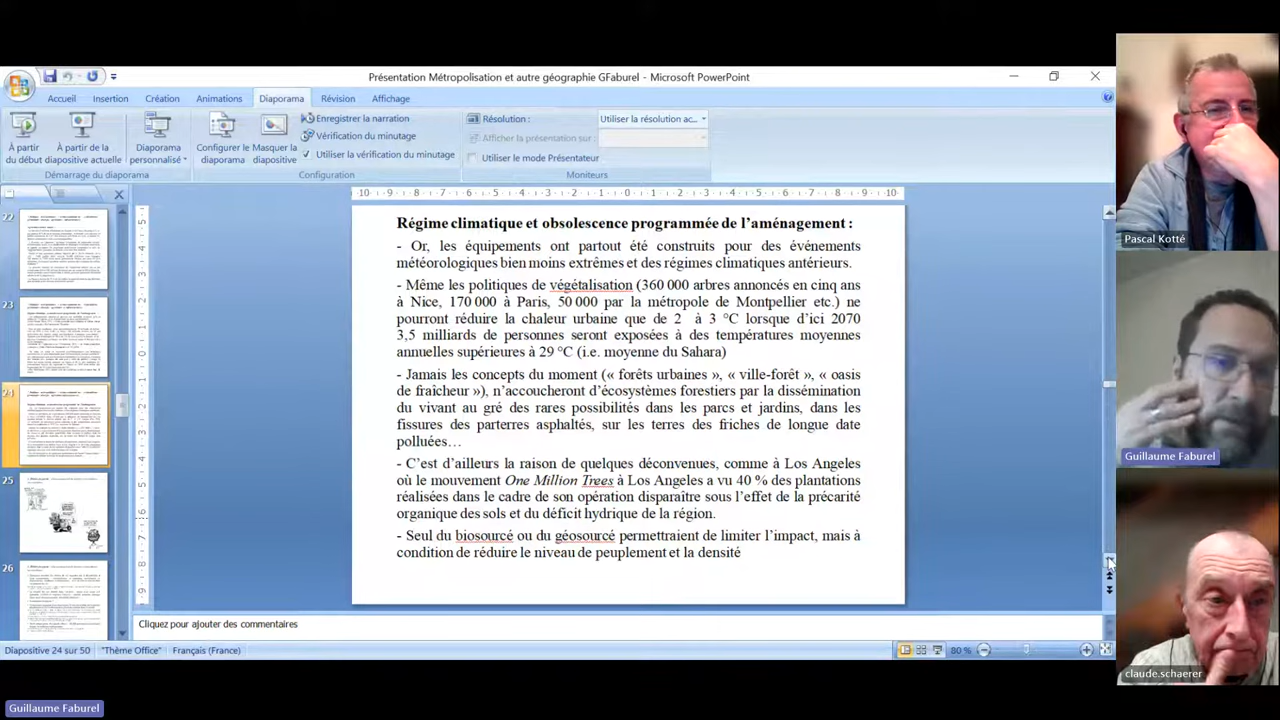 Présentation Métropolisation et autre géographie GFaburel - Microsoft PowerPoint
Accueil Insertion Création Animations Diaporama Révision Affichage
À partir du début
À partir de la diapositive actuelle
Diaporama personnalisé
Configurer le diaporama
Masquer la diapositive
Enregistrer la narration
Vérification du minutage
Utiliser la vérification du minutage
Résolution :
Utiliser la résolution ac...
Afficher la présentation sur :
Utiliser le mode Présentateur
Démarrage du diaporama
Configuration
Moniteurs
22
23
24
25
26
Régime climatique et obsolescence programmée de l'aménagement :
- Or, les équipements ont partout été construits pour des événements
météorologiques bien moins extrêmes et des régimes climatiques antérieurs.
- Même les politiques de végétalisation (360 000 arbres annoncés en cinq ans
à Nice, 170 000 à Paris, 50 000 par la métropole de Montpellier etc.) ne
pourront réduire la chaleur urbaine que de 2 à 3 °C lorsque d'ici 2070
3,5 milliards de personnes seront exposées à des températures moyennes
annuelles supérieures à 29 °C (i.e. moyenne du Sahara)
- Jamais les concepts du moment (« forêts urbaines », « ville-forêt », « oasis
de fraîcheur ») n'accoucheront d'écosystèmes forestiers par la dissémination
du vivant au gré des rares possibilités dans les parcs et jardins, dans les
fissures des parterres asphaltés, sur les terres des friches de longue date
polluées…
- C'est d'ailleurs la raison de quelques déconvenues, comme à Los Angeles
où le mouvement One Million Trees à Los Angeles a vu 40 % des plantations
réalisées dans le cadre de son opération disparaître sous l'effet de la précarité
organique des sols et du déficit hydrique de la région.
- Seul du biosourcé ou du géosourcé permettraient de limiter l'impact, mais à
condition de réduire le niveau de peuplement et la densité
Cliquez pour ajouter des commentaires
Diapositive 24 sur 50 "Thème Office" Français (France) 80 %
Pascal Kotté
Guillaume Faburel
claude.schaerer
Guillaume Faburel